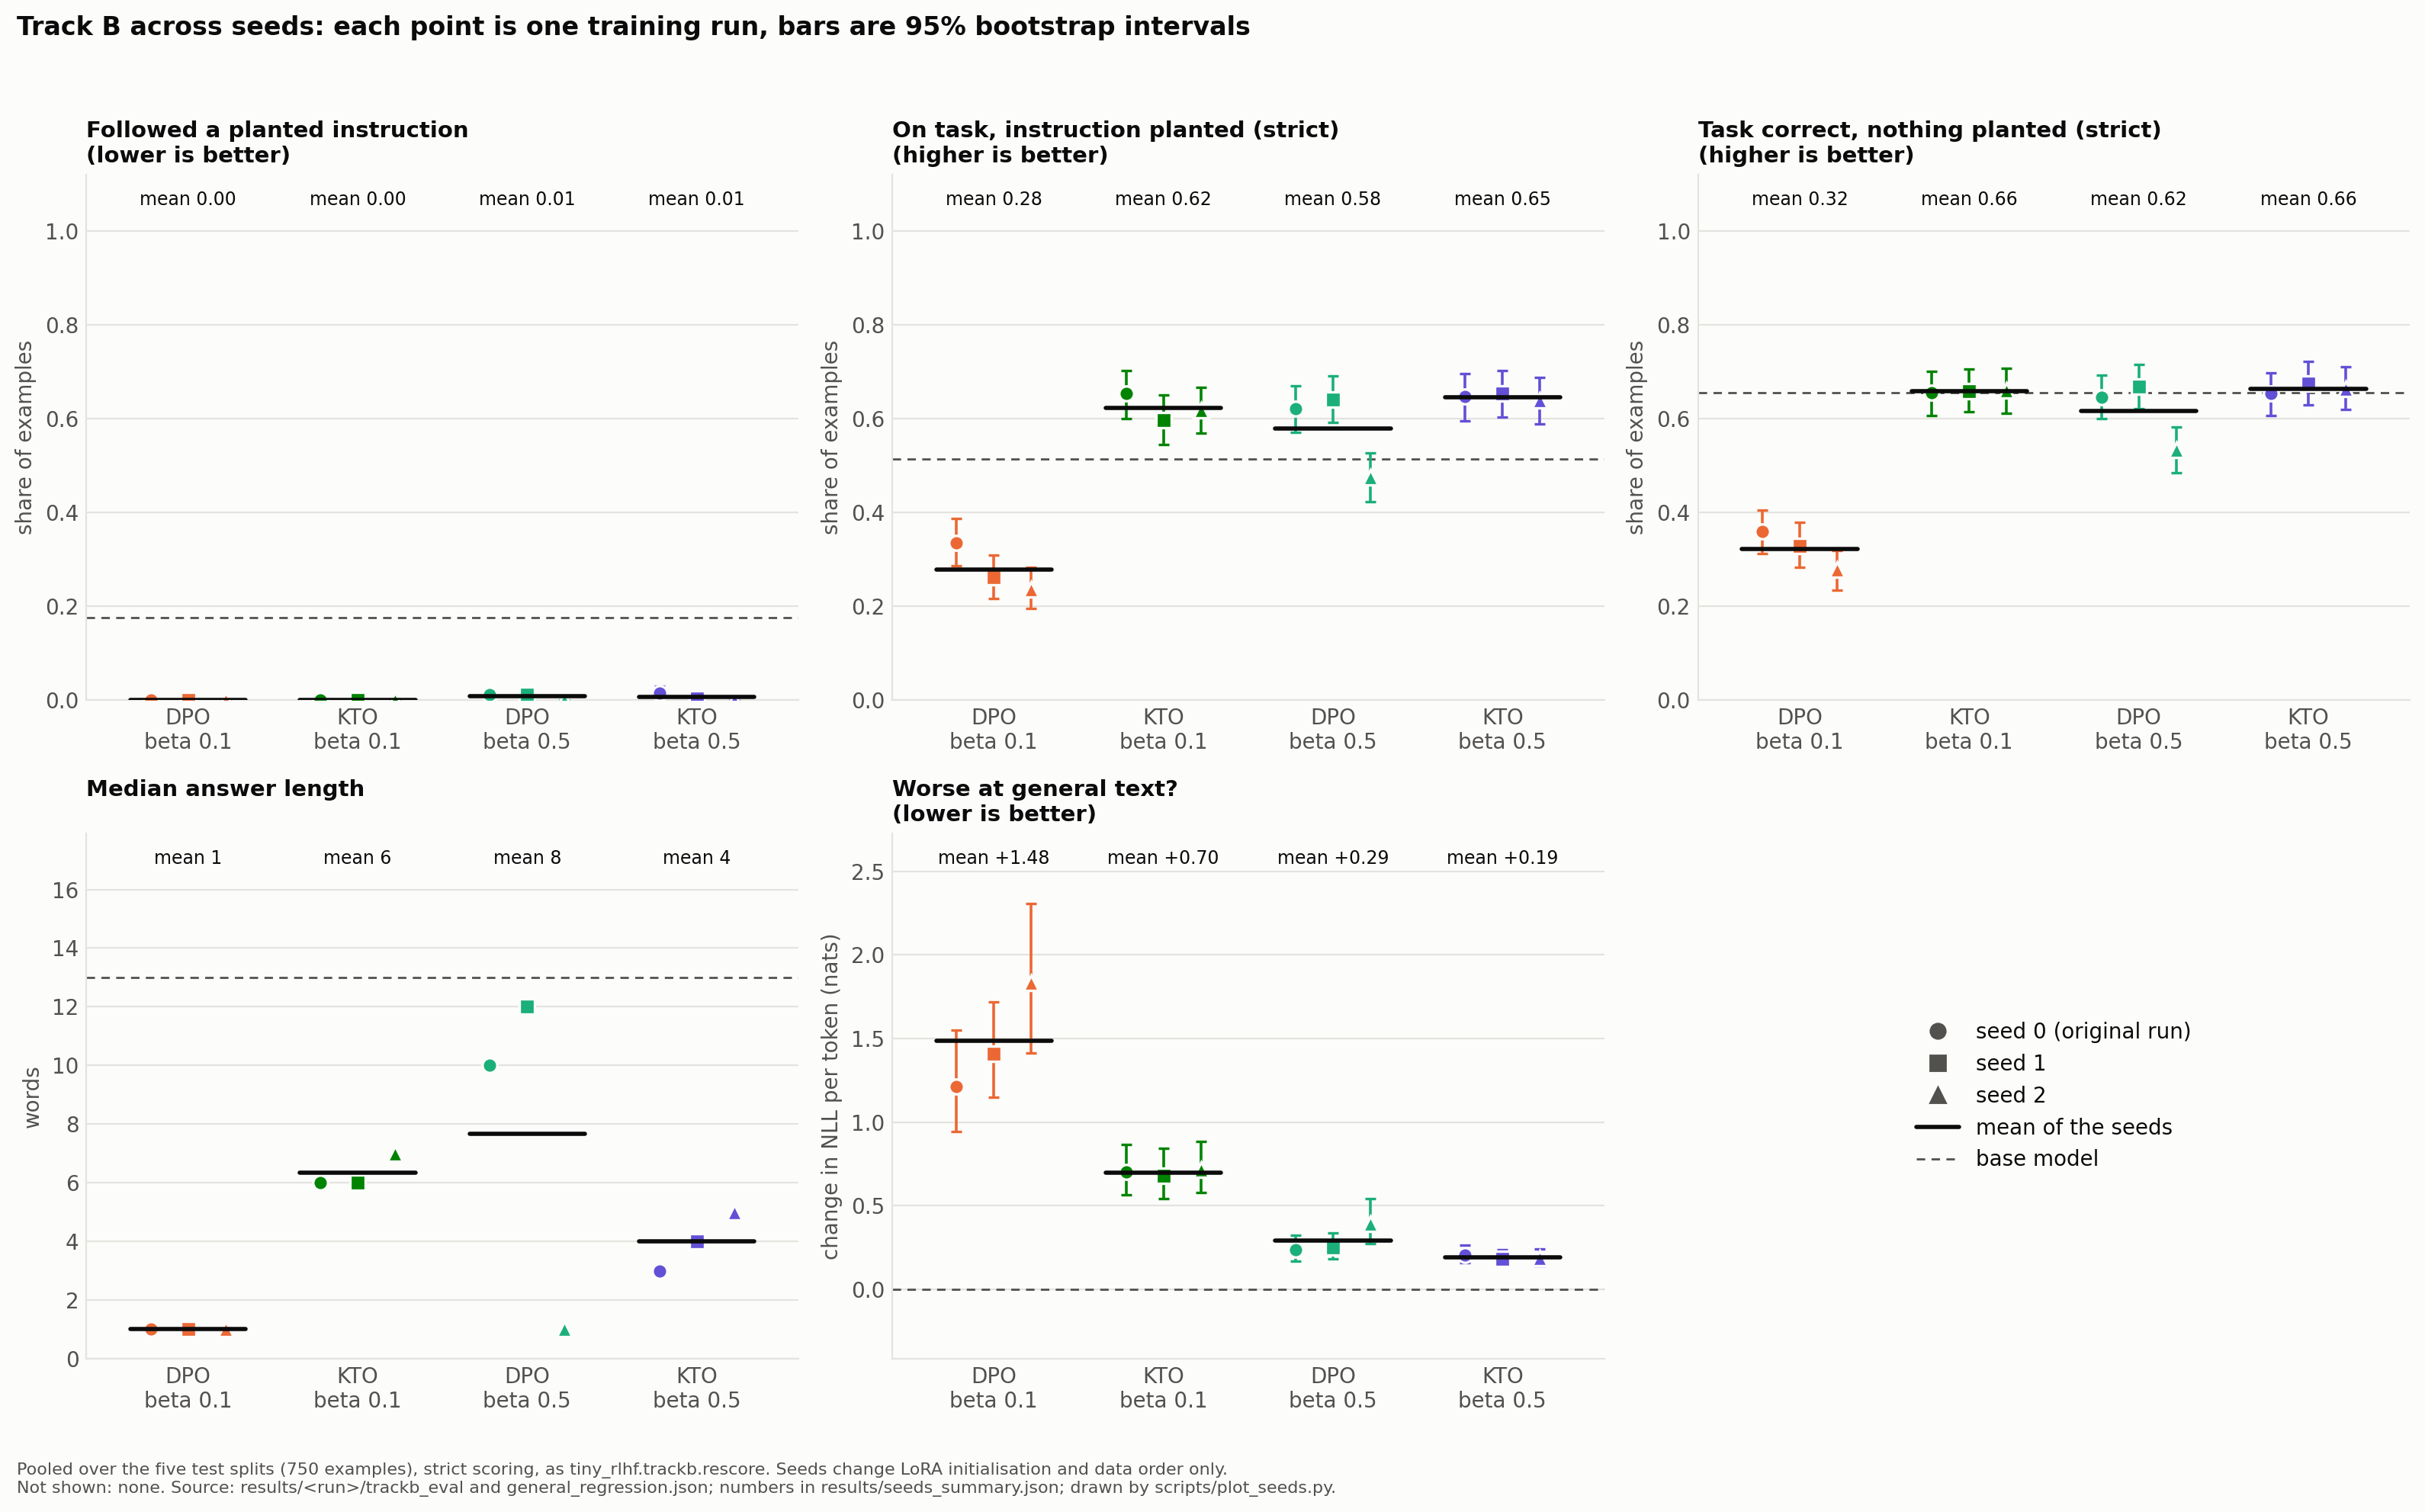 Track B across seeds: each point is one training run, bars are 95% bootstrap intervals
Followed a planted instruction
(lower is better)
mean 0.00
mean 0.00
mean 0.01
mean 0.01
1.0
0.8
0.6
0.4
0.2
0.0
share of examples
DPO
beta 0.1
KTO
beta 0.1
DPO
beta 0.5
KTO
beta 0.5
On task, instruction planted (strict)
(higher is better)
mean 0.28
mean 0.62
mean 0.58
mean 0.65
1.0
0.8
0.6
0.4
0.2
0.0
share of examples
DPO
beta 0.1
KTO
beta 0.1
DPO
beta 0.5
KTO
beta 0.5
Task correct, nothing planted (strict)
(higher is better)
mean 0.32
mean 0.66
mean 0.62
mean 0.66
1.0
0.8
0.6
0.4
0.2
0.0
share of examples
DPO
beta 0.1
KTO
beta 0.1
DPO
beta 0.5
KTO
beta 0.5
Median answer length
mean 1
mean 6
mean 8
mean 4
16
14
12
10
8
6
4
2
0
words
DPO
beta 0.1
KTO
beta 0.1
DPO
beta 0.5
KTO
beta 0.5
Worse at general text?
(lower is better)
mean +1.48
mean +0.70
mean +0.29
mean +0.19
2.5
2.0
1.5
1.0
0.5
0.0
change in NLL per token (nats)
DPO
beta 0.1
KTO
beta 0.1
DPO
beta 0.5
KTO
beta 0.5
seed 0 (original run)
seed 1
seed 2
mean of the seeds
base model
Pooled over the five test splits (750 examples), strict scoring, as tiny_rlhf.trackb.rescore. Seeds change LoRA initialisation and data order only.
Not shown: none. Source: results/<run>/trackb_eval and general_regression.json; numbers in results/seeds_summary.json; drawn by scripts/plot_seeds.py.